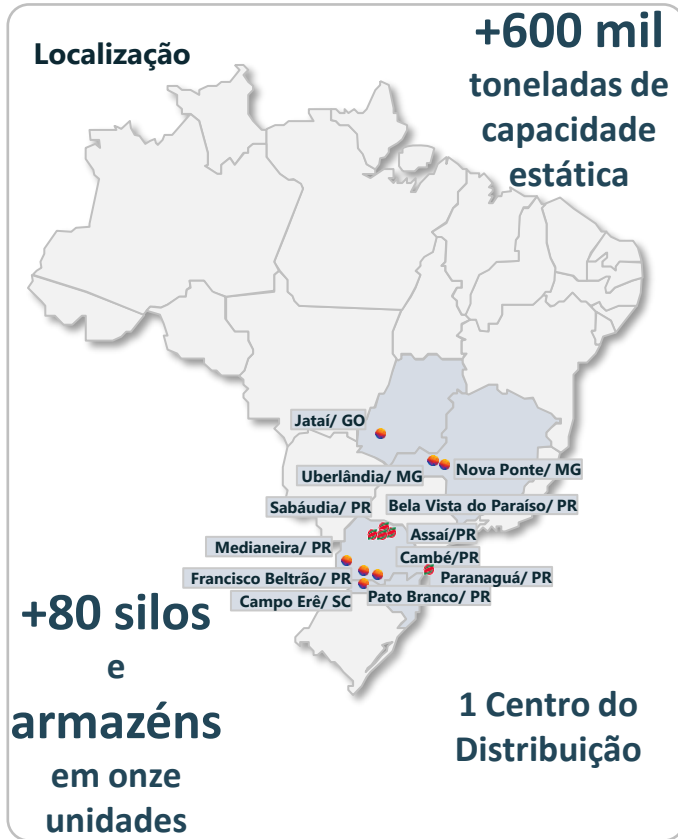 Localização
+600 mil
toneladas de
capacidade
estática
Jataí/ GO
Uberlândia/ MG
Nova Ponte/ MG
Sabáudia/ PR
Bela Vista do Paraíso/ PR
Assaí/PR
Medianeira/ PR
Cambé/PR
Francisco Beltrão/ PR
Paranaguá/ PR
Campo Erê/ SC
Pato Branco/ PR
+80 silos
e
armazéns
em onze
unidades
1 Centro do
Distribuição